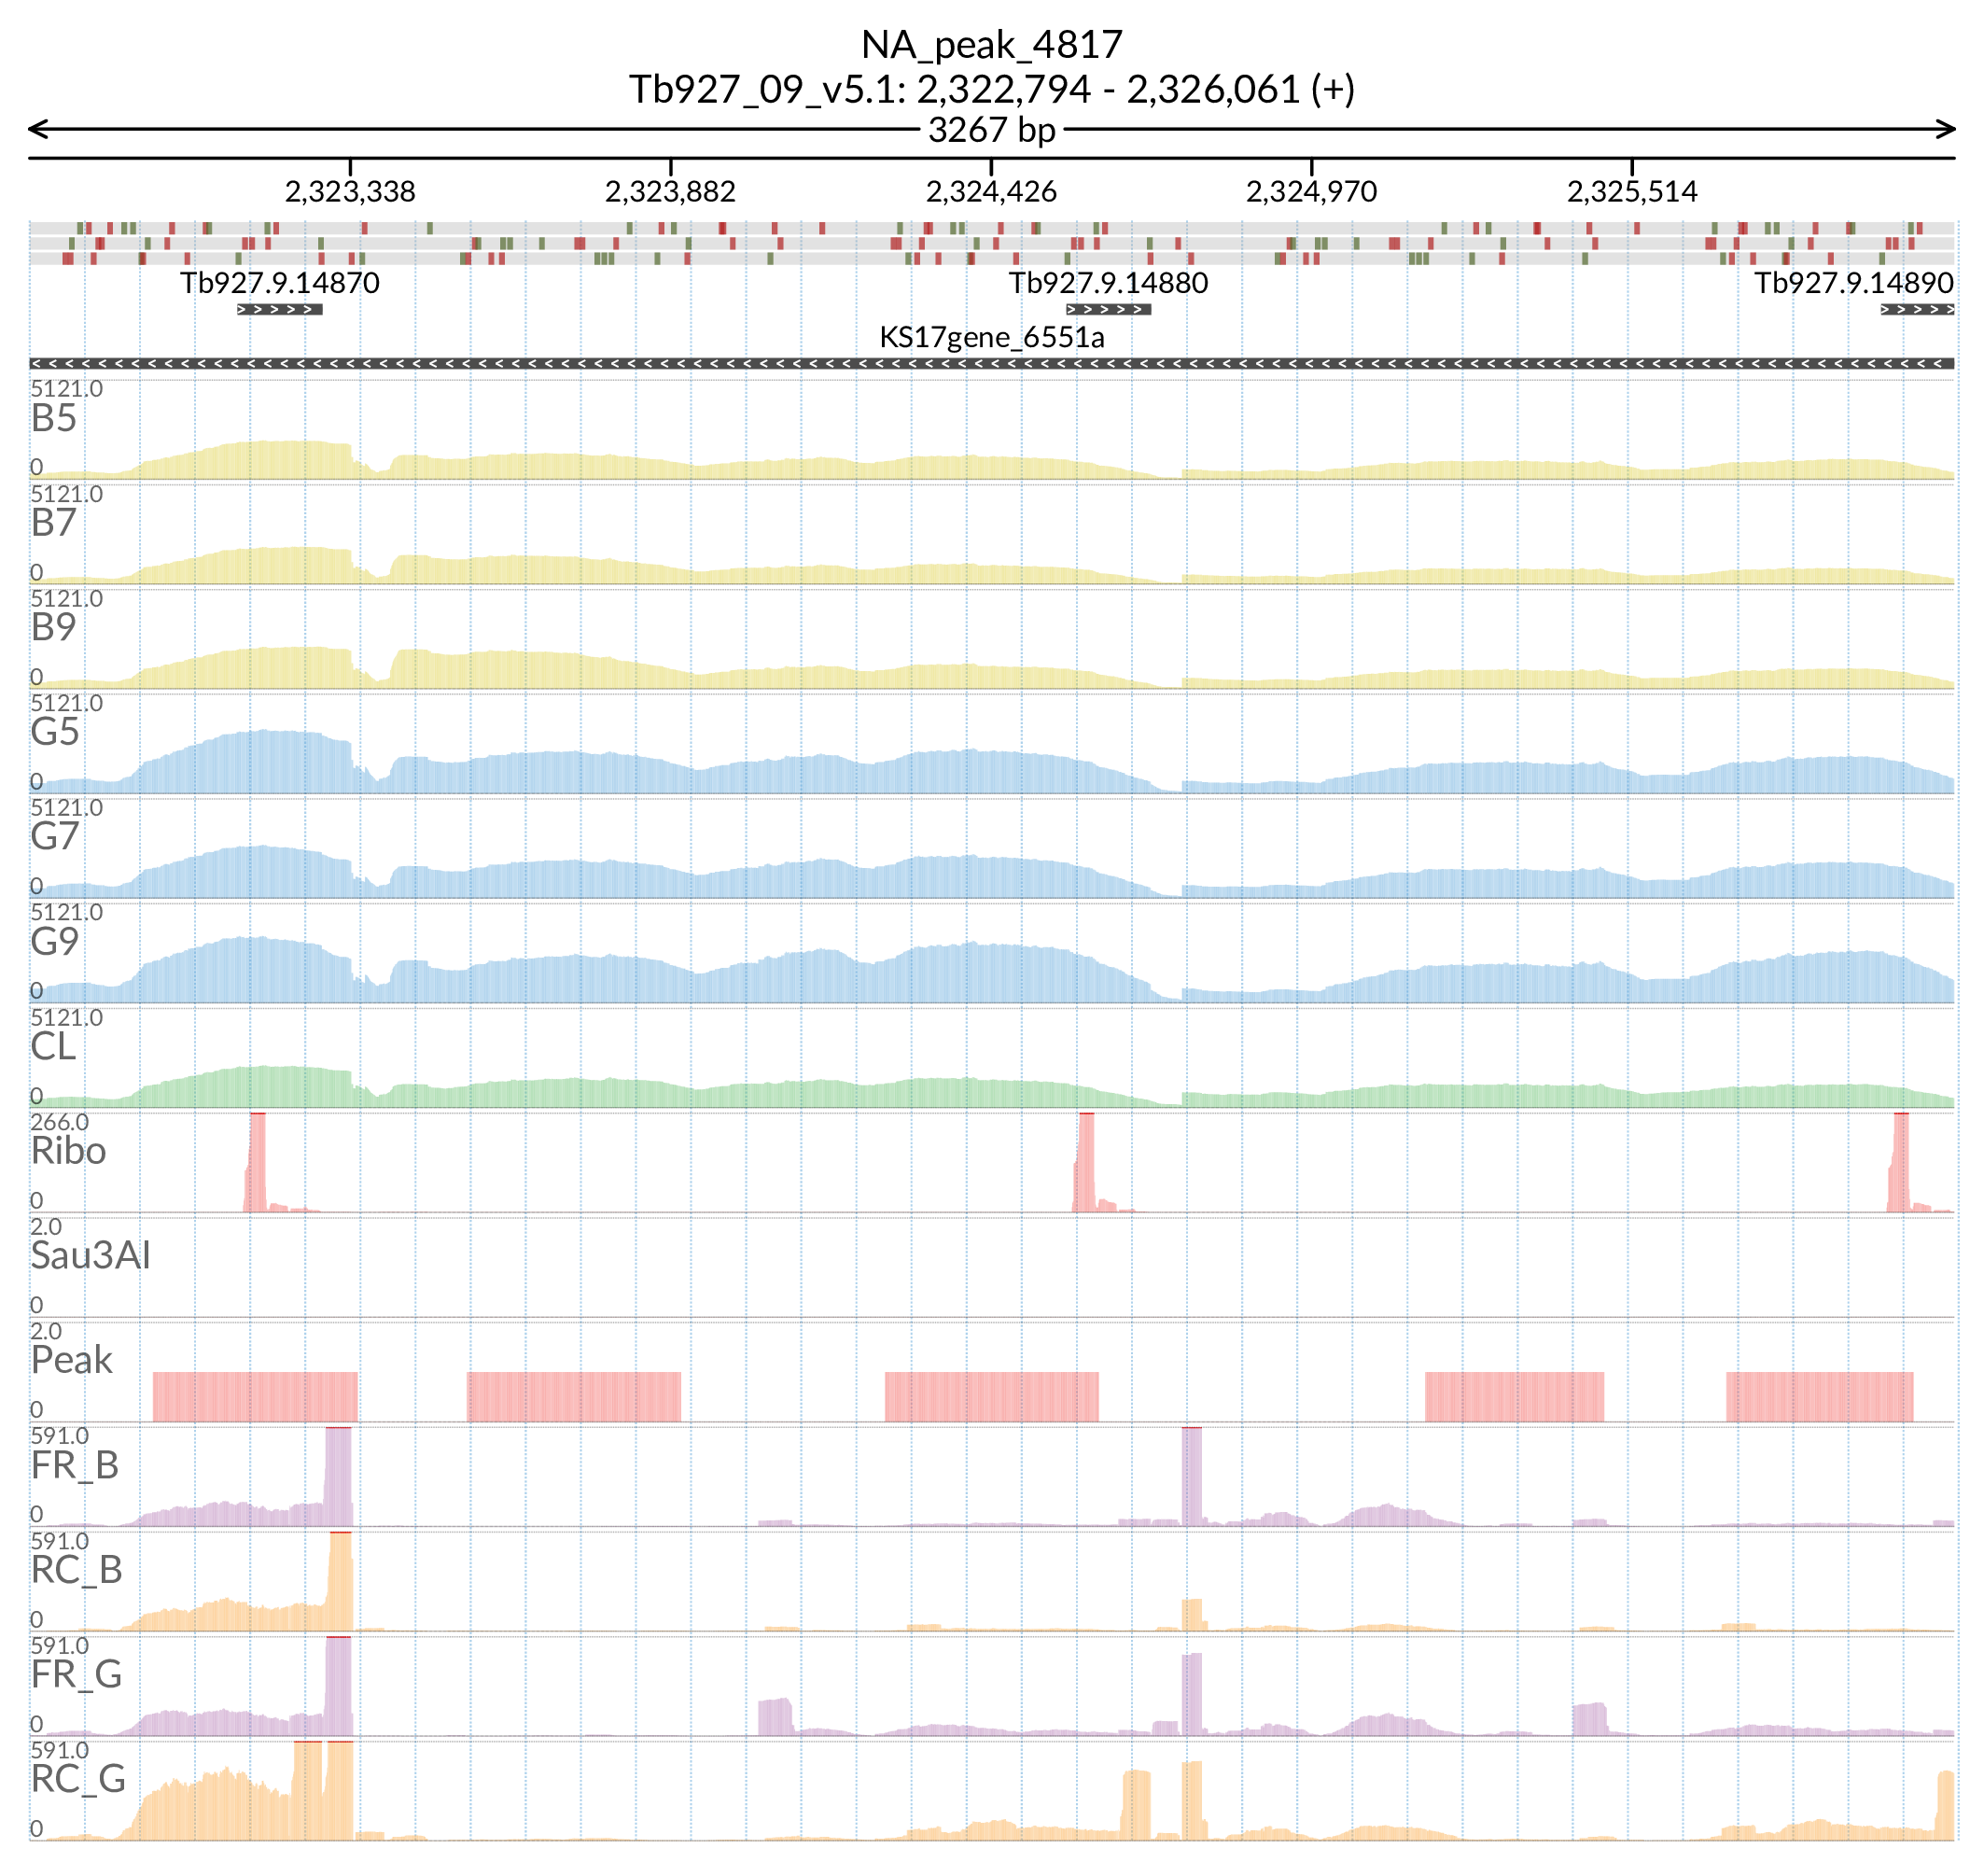 NA_peak_4817
Tb927_09_v5.1: 2,322,794 - 2,326,061 (+)
3267 bp
2,323,338 2,323,882 2,324,426 2,324,970 2,325,514
Tb927.9.14870 Tb927.9.14880 Tb927.9.14890
KS17gene_6551a
5121.0
B5
0
5121.0
B7
0
5121.0
B9
0
5121.0
G5
0
5121.0
G7
0
5121.0
G9
0
5121.0
CL
0
266.0
Ribo
0
2.0
Sau3AI
0
2.0
Peak
0
591.0
FR_B
0
591.0
RC_B
0
591.0
FR_G
0
591.0
RC_G
0